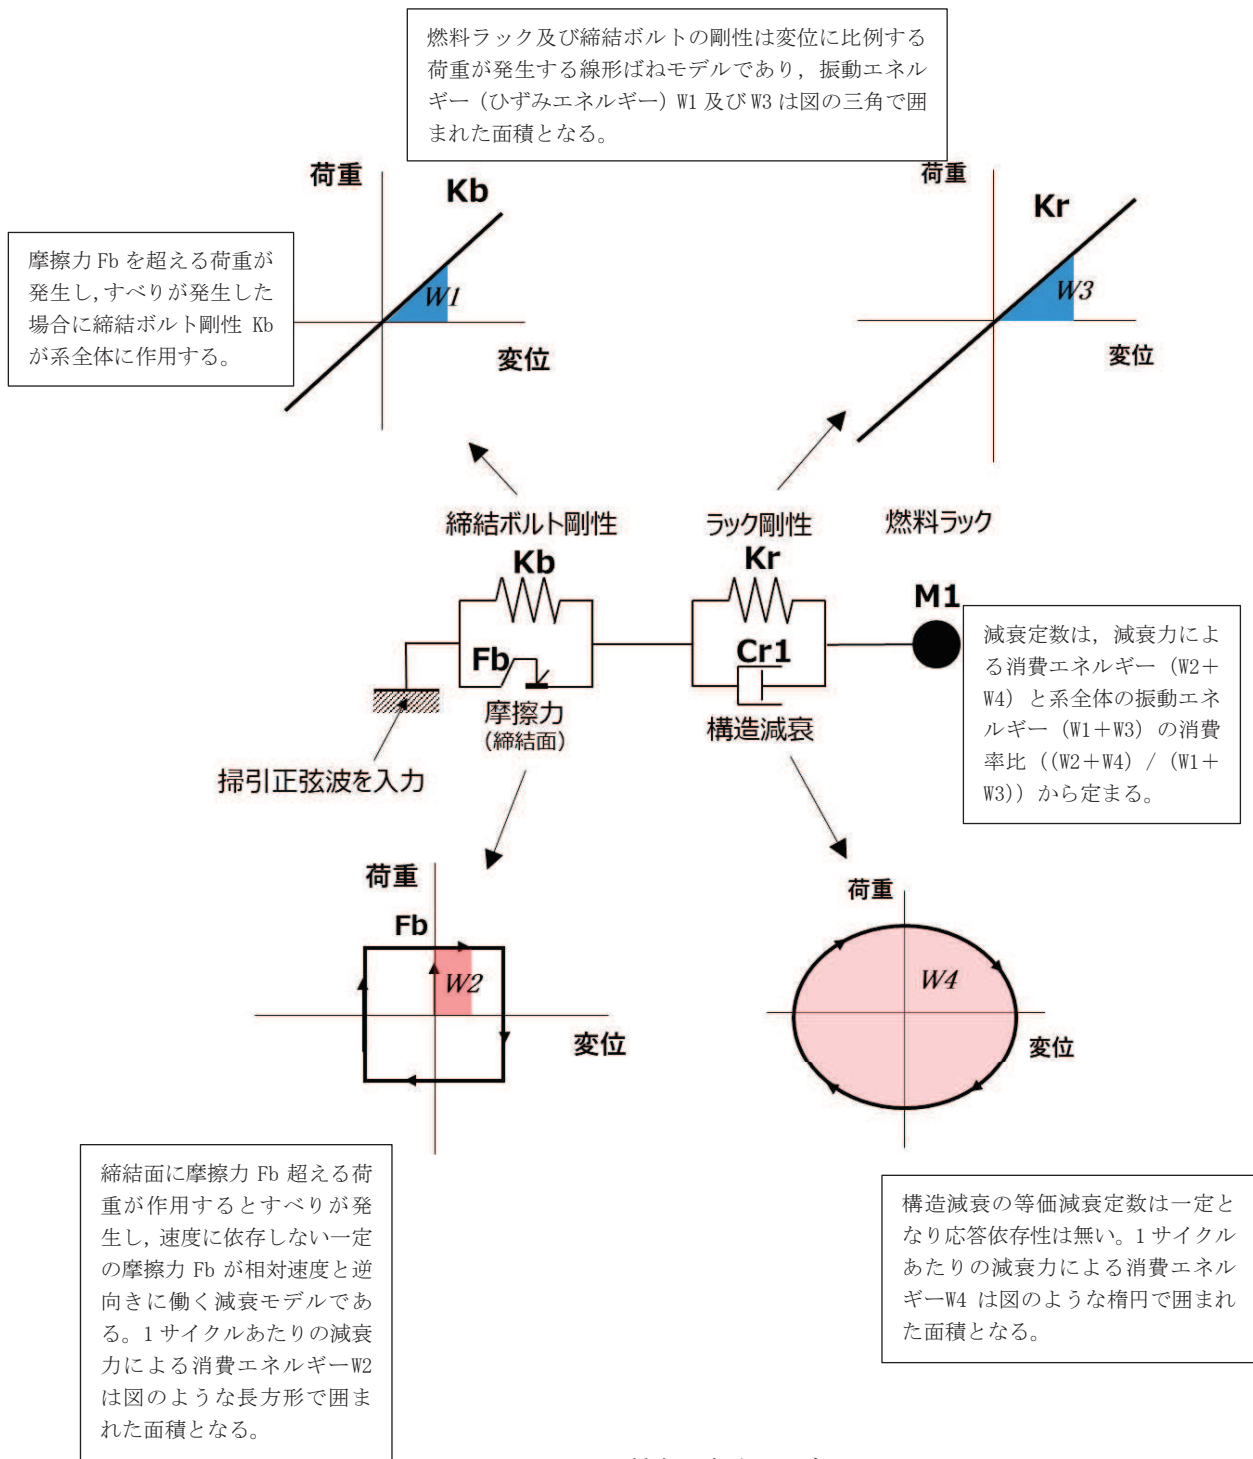 燃料ラック及び締結ボルトの剛性は変位に比例する
荷重が発生する線形ばねモデルであり，振動エネル
ギー（ひずみエネルギー）W1 及び W3 は図の三角で囲
まれた面積となる。
荷重
Kb
W1
変位
荷重
Kr
W3
変位
摩擦力 Fb を超える荷重が
発生し，すべりが発生した
場合に締結ボルト剛性 Kb
が系全体に作用する。
締結ボルト剛性
Kb
Fb
摩擦力
（締結面）
ラック剛性
Kr
Cr1
構造減衰
燃料ラック
M1
掃引正弦波を入力
減衰定数は，減衰力によ
る消費エネルギー（W2＋
W4）と系全体の振動エネ
ルギー（W1＋W3）の消費
率比（(W2＋W4) / (W1＋
W3)）から定まる。
荷重
Fb
W2
変位
荷重
W4
変位
締結面に摩擦力 Fb 超える荷
重が作用するとすべりが発
生し，速度に依存しない一定
の摩擦力 Fb が相対速度と逆
向きに働く減衰モデルであ
る。1 サイクルあたりの減衰
力による消費エネルギーW2
は図のような長方形で囲ま
れた面積となる。
構造減衰の等価減衰定数は一定と
なり応答依存性は無い。1 サイクル
あたりの減衰力による消費エネル
ギーW4 は図のような楕円で囲まれ
た面積となる。